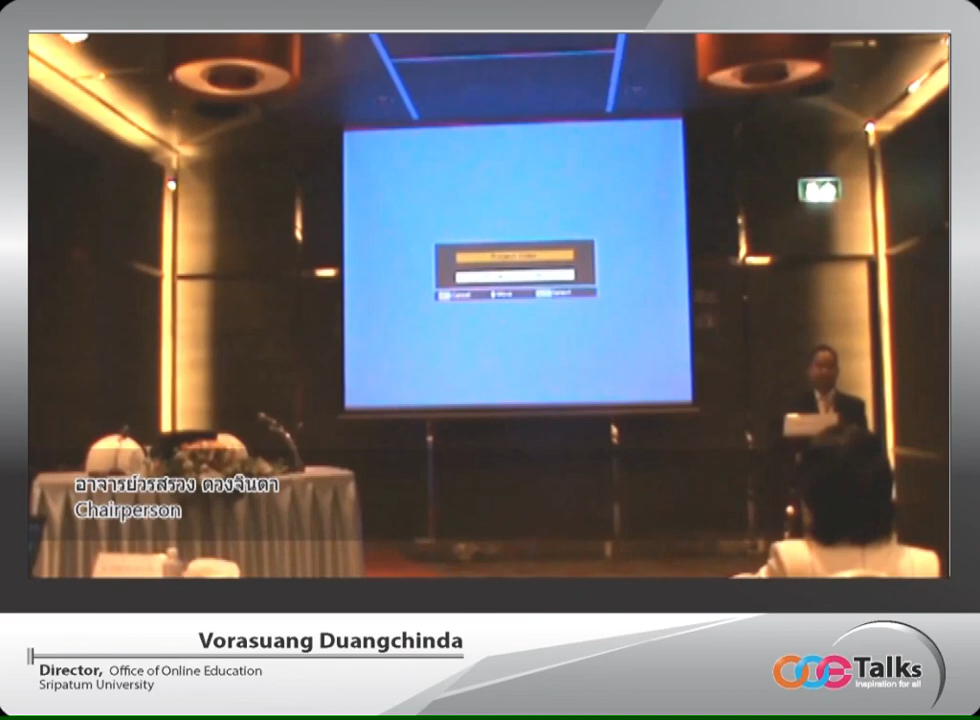 อาจารย์วรสรวง ดวงจินดา
Chairperson
Vorasuang Duangchinda
Director, Office of Online Education
Sripatum University
OOE Talks
Inspiration for all